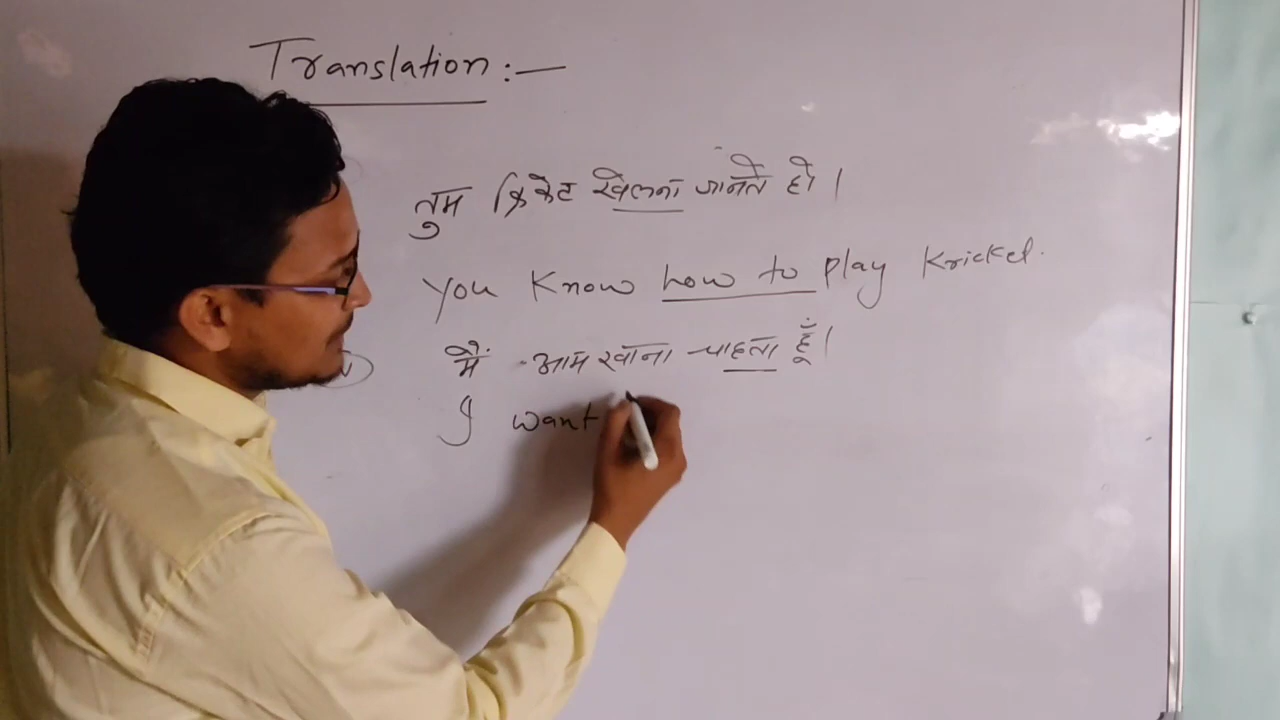 Translation :—
तुम क्रिकेट खेलना जानते हो।
You Know how to play Kricket.
मैं आम खाना चाहता हूँ।
I want